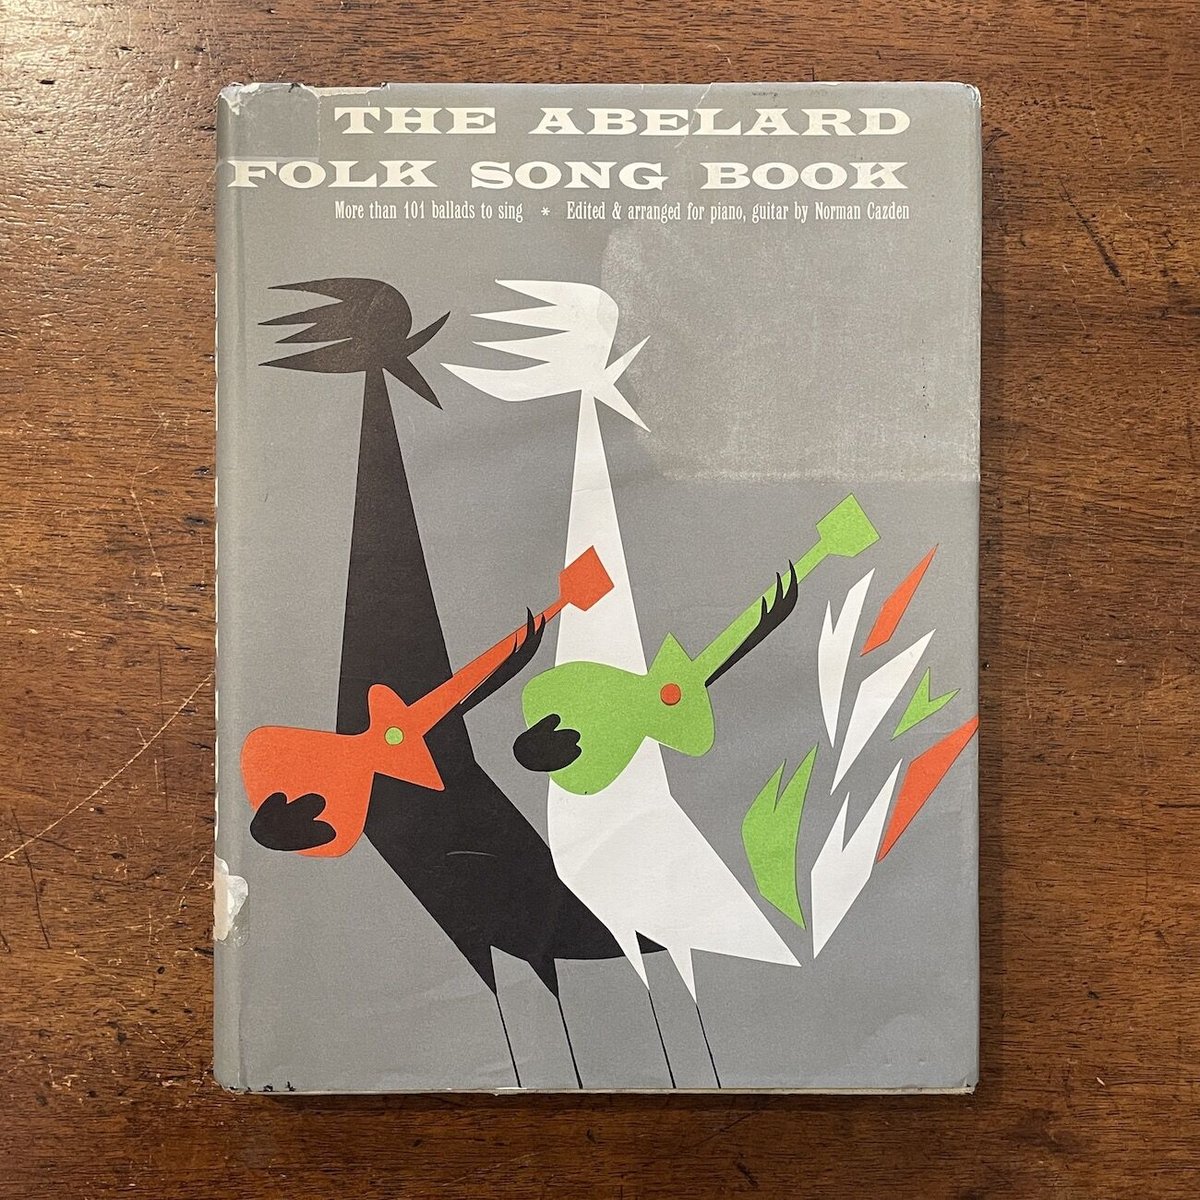 THE ABELARD
FOLK SONG BOOK
More than 101 ballads to sing * Edited & arranged for piano, guitar by Norman Cazden